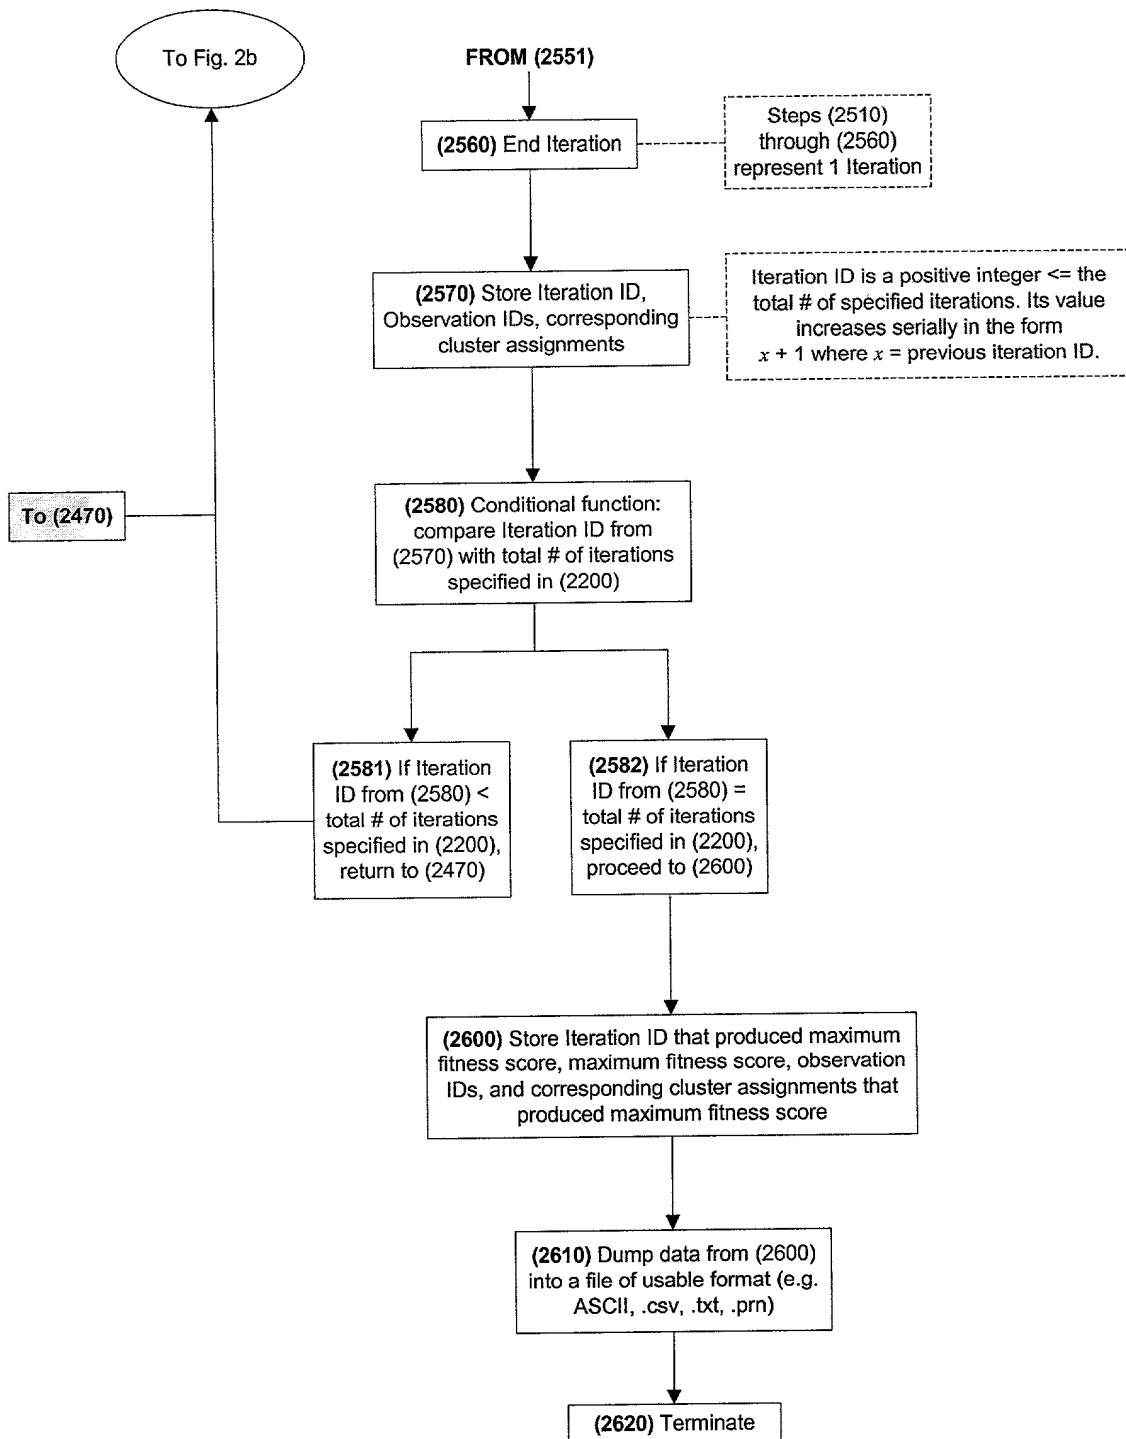 To Fig. 2b
FROM (2551)
(2560) End Iteration
Steps (2510)
through (2560)
represent 1 Iteration
(2570) Store Iteration ID,
Observation IDs, corresponding
cluster assignments
Iteration ID is a positive integer <= the
total # of specified iterations. Its value
increases serially in the form
x + 1 where x = previous iteration ID.
To (2470)
(2580) Conditional function:
compare Iteration ID from
(2570) with total # of iterations
specified in (2200)
(2581) If Iteration
ID from (2580) <
total # of iterations
specified in (2200),
return to (2470)
(2582) If Iteration
ID from (2580) =
total # of iterations
specified in (2200),
proceed to (2600)
(2600) Store Iteration ID that produced maximum
fitness score, maximum fitness score, observation
IDs, and corresponding cluster assignments that
produced maximum fitness score
(2610) Dump data from (2600)
into a file of usable format (e.g.
ASCII, .csv, .txt, .prn)
(2620) Terminate